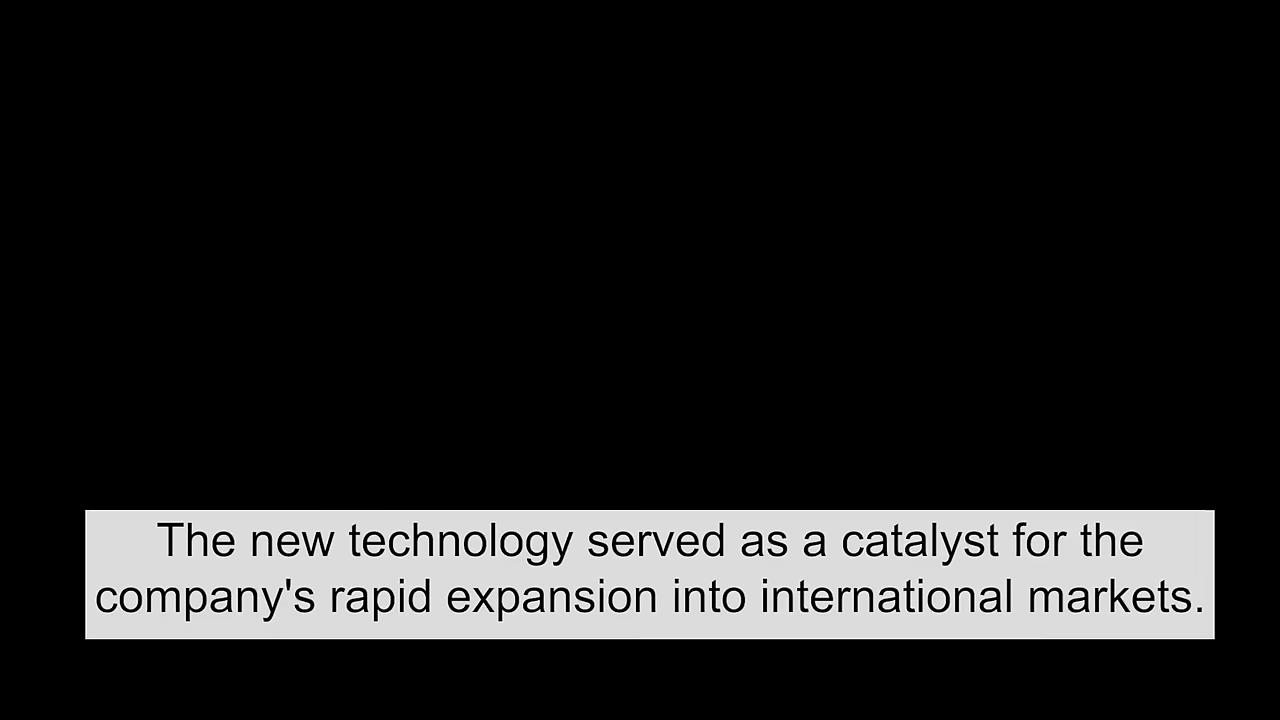 The new technology served as a catalyst for the
company's rapid expansion into international markets.